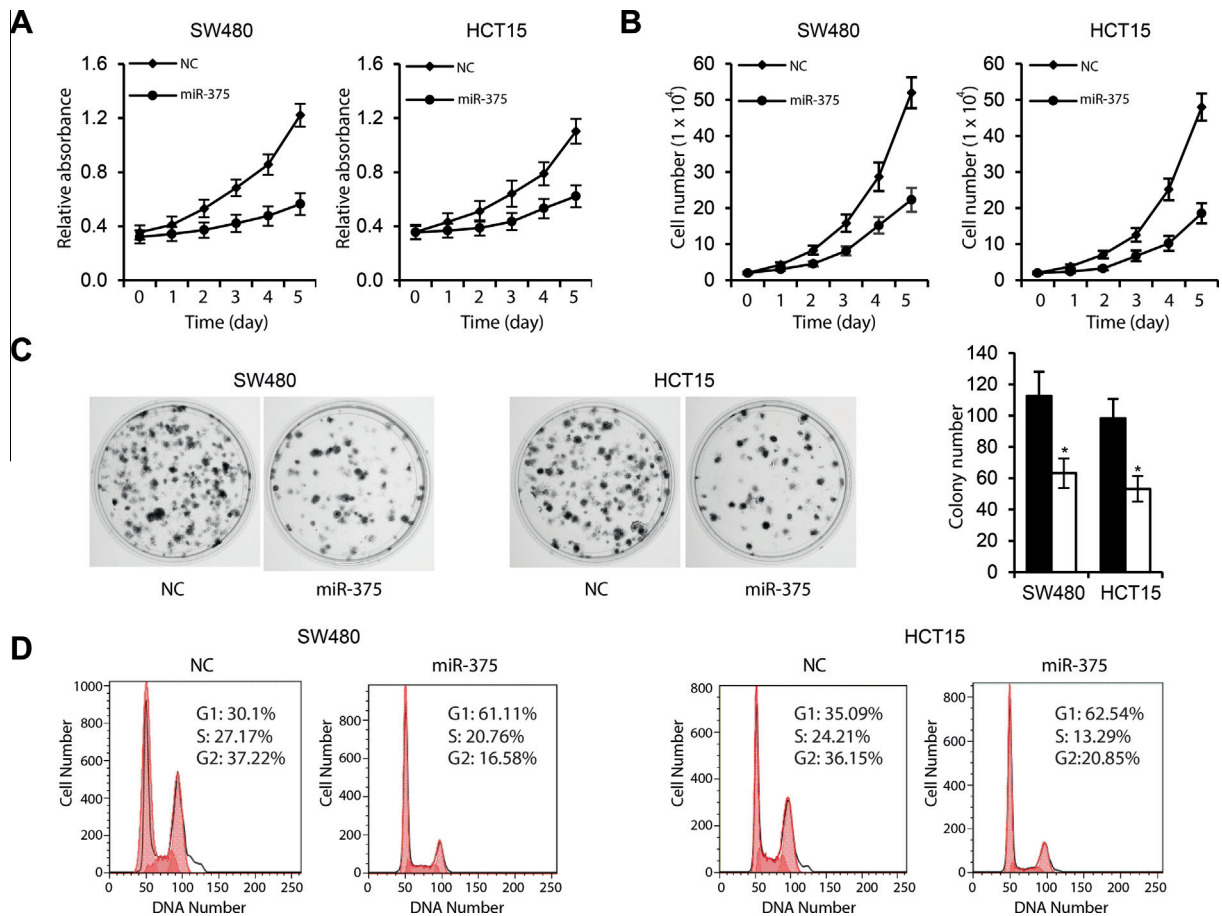 A
SW480
HCT15
B
SW480
HCT15
1.6
1.2
0.8
0.4
0.0
Relative absorbance
NC
miR-375
0 1 2 3 4 5
Time (day)
1.6
1.2
0.8
0.4
0.0
Relative absorbance
NC
miR-375
0 1 2 3 4 5
Time (day)
60
50
40
30
20
10
0
Cell number (1 x 10⁴)
NC
miR-375
0 1 2 3 4 5
Time (day)
60
50
40
30
20
10
0
Cell number (1 x 10⁴)
NC
miR-375
0 1 2 3 4 5
Time (day)
C
SW480
NC
miR-375
HCT15
NC
miR-375
140
120
100
80
60
40
20
0
Colony number
*
*
SW480 HCT15
D
SW480
HCT15
NC
1000
800
600
400
200
0
Cell Number
G1: 30.1%
S: 27.17%
G2: 37.22%
0 50 100 150 200 250
DNA Number
miR-375
800
600
400
200
0
Cell Number
G1: 61.11%
S: 20.76%
G2: 16.58%
0 50 100 150 200 250
DNA Number
NC
800
600
400
200
0
Cell Number
G1: 35.09%
S: 24.21%
G2: 36.15%
0 50 100 150 200 250
DNA Number
miR-375
800
600
400
200
0
Cell Number
G1: 62.54%
S: 13.29%
G2:20.85%
0 50 100 150 200 250
DNA Number